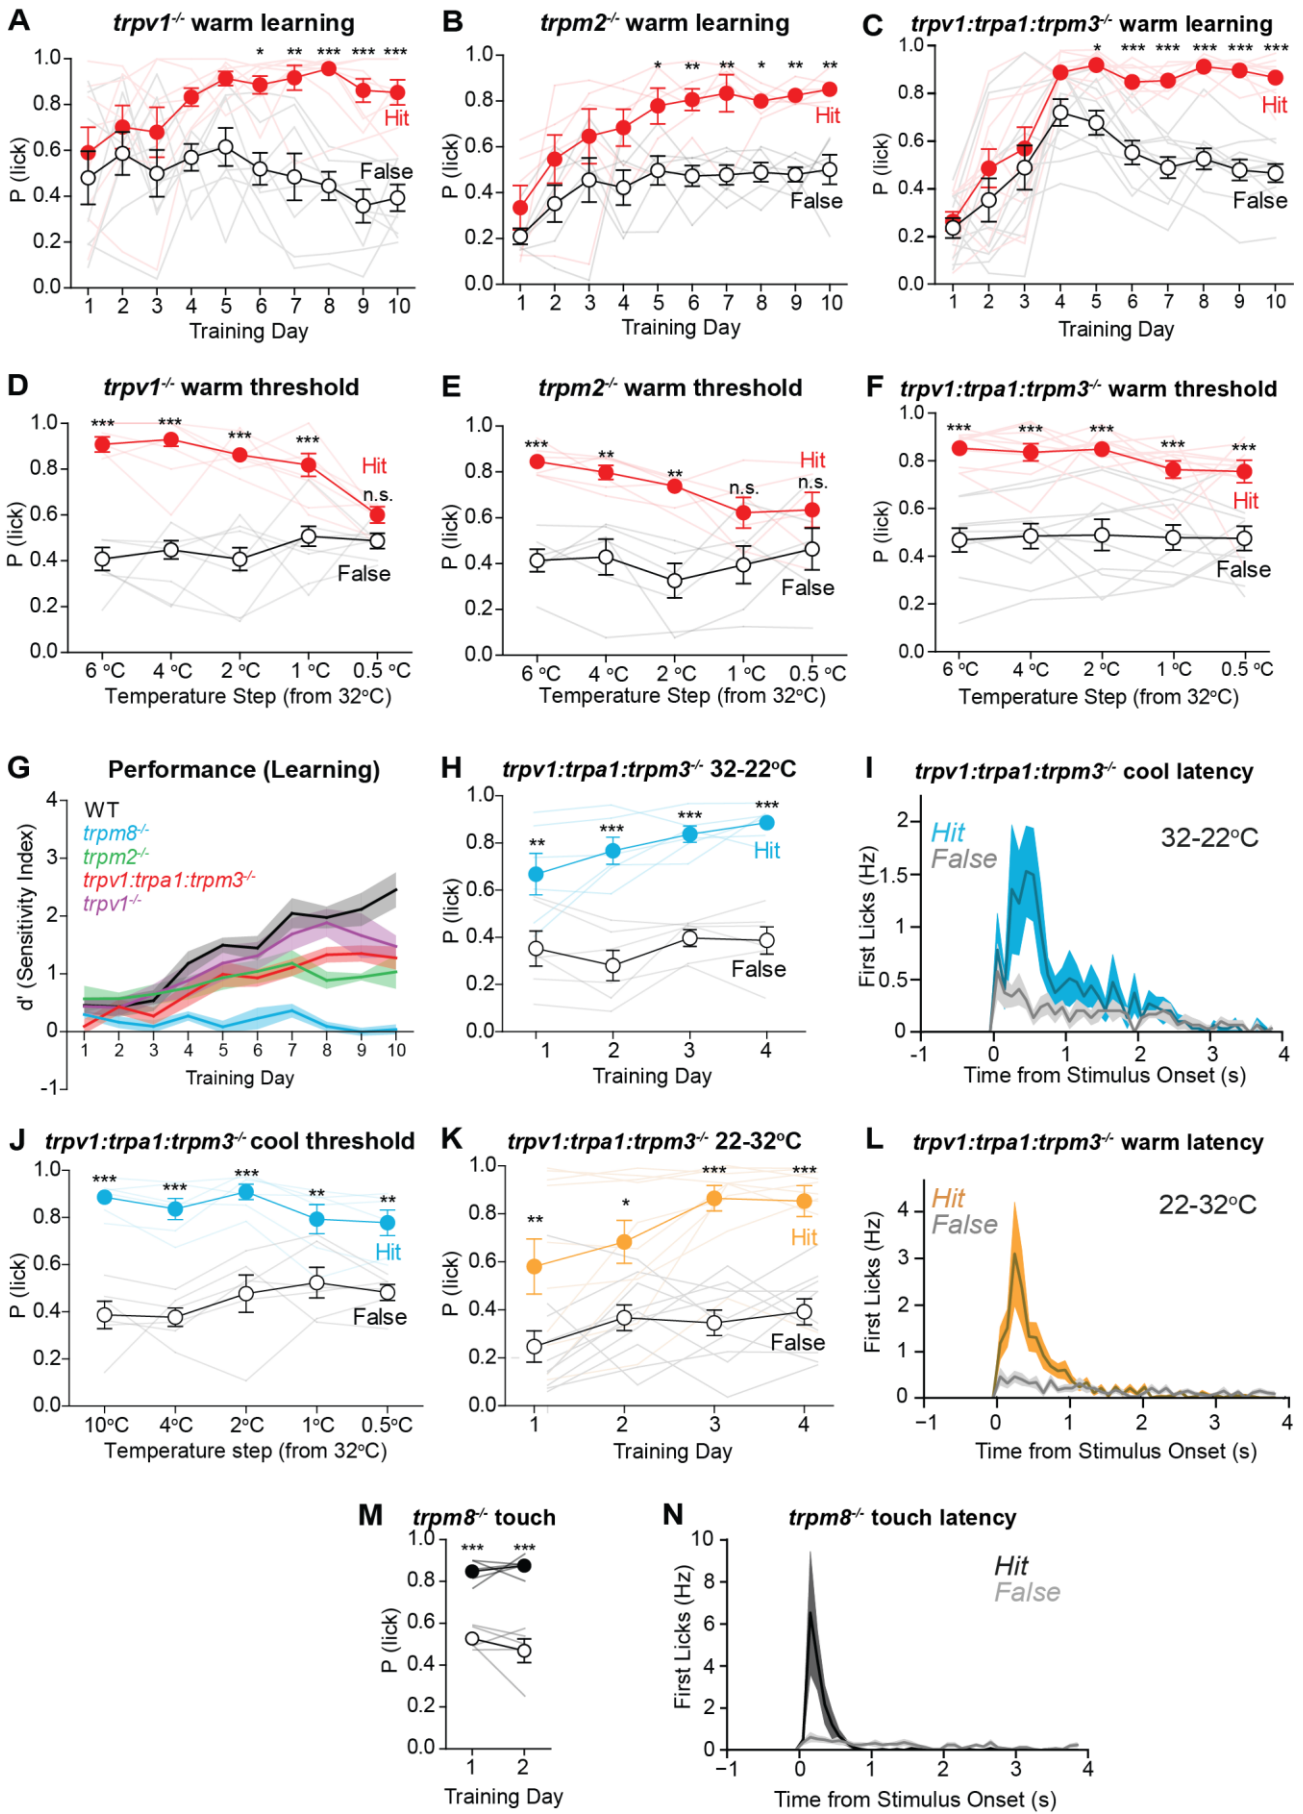 A trpv1-/- warm learning
P (lick)
1.0
0.8
0.6
0.4
0.2
0.0
* ** *** *** ***
Hit
False
1 2 3 4 5 6 7 8 9 10
Training Day
B trpm2-/- warm learning
P (lick)
1.0
0.8
0.6
0.4
0.2
0.0
* ** ** * ** **
Hit
False
1 2 3 4 5 6 7 8 9 10
Training Day
C trpv1:trpa1:trpm3-/- warm learning
P (lick)
1.0
0.8
0.6
0.4
0.2
0.0
* *** *** *** *** ***
Hit
False
1 2 3 4 5 6 7 8 9 10
Training Day
D trpv1-/- warm threshold
P (lick)
1.0
0.8
0.6
0.4
0.2
0.0
*** *** *** *** n.s.
Hit
False
6 °C 4 °C 2 °C 1 °C 0.5 °C
Temperature Step (from 32°C)
E trpm2-/- warm threshold
P (lick)
1.0
0.8
0.6
0.4
0.2
0.0
*** ** ** n.s. n.s.
Hit
False
6 °C 4 °C 2 °C 1 °C 0.5 °C
Temperature Step (from 32°C)
F trpv1:trpa1:trpm3-/- warm threshold
P (lick)
1.0
0.8
0.6
0.4
0.2
0.0
*** *** *** *** ***
Hit
False
6 °C 4 °C 2 °C 1 °C 0.5 °C
Temperature Step (from 32°C)
G Performance (Learning)
d' (Sensitivity Index)
4
3
2
1
0
-1
WT
trpm8-/-
trpm2-/-
trpv1:trpa1:trpm3-/-
trpv1-/-
1 2 3 4 5 6 7 8 9 10
Training Day
H trpv1:trpa1:trpm3-/- 32-22°C
P (lick)
1.0
0.8
0.6
0.4
0.2
0.0
** *** *** ***
Hit
False
1 2 3 4
Training Day
I trpv1:trpa1:trpm3-/- cool latency
First Licks (Hz)
2
1.5
1
0.5
0
Hit
False
32-22°C
-1 0 1 2 3 4
Time from Stimulus Onset (s)
J trpv1:trpa1:trpm3-/- cool threshold
P (lick)
1.0
0.8
0.6
0.4
0.2
0.0
*** *** *** ** **
Hit
False
10°C 4°C 2°C 1°C 0.5°C
Temperature step (from 32°C)
K trpv1:trpa1:trpm3-/- 22-32°C
P (lick)
1.0
0.8
0.6
0.4
0.2
0.0
** * *** ***
Hit
False
1 2 3 4
Training Day
L trpv1:trpa1:trpm3-/- warm latency
First Licks (Hz)
4
3
2
1
0
Hit
False
22-32°C
−1 0 1 2 3 4
Time from Stimulus Onset (s)
M trpm8-/- touch
P (lick)
1.0
0.8
0.6
0.4
0.2
0.0
*** ***
1 2
Training Day
N trpm8-/- touch latency
First Licks (Hz)
10
8
6
4
2
0
Hit
False
−1 0 1 2 3 4
Time from Stimulus Onset (s)